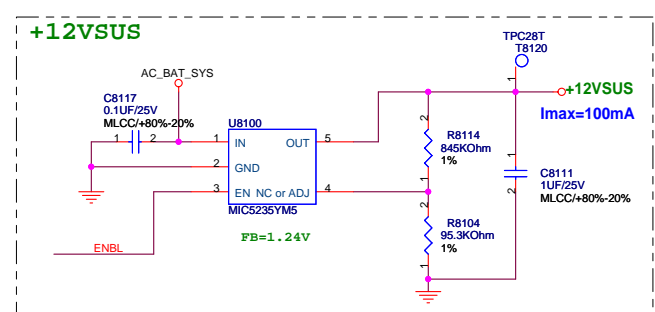 +12VSUS
TPC28T
T8120
AC_BAT_SYS
1
+12VSUS
C8117
0.1UF/25V
MLCC/+80%-20%
Imax=100mA
U8100
1 2
1 IN OUT 5
2
R8114
845KOhm
1%
1
2 GND
1
C8111
1UF/25V
MLCC/+80%-20%
2
3 EN NC or ADJ 4
MIC5235YM5
2
R8104
95.3KOhm
1%
1
FB=1.24V
ENBL